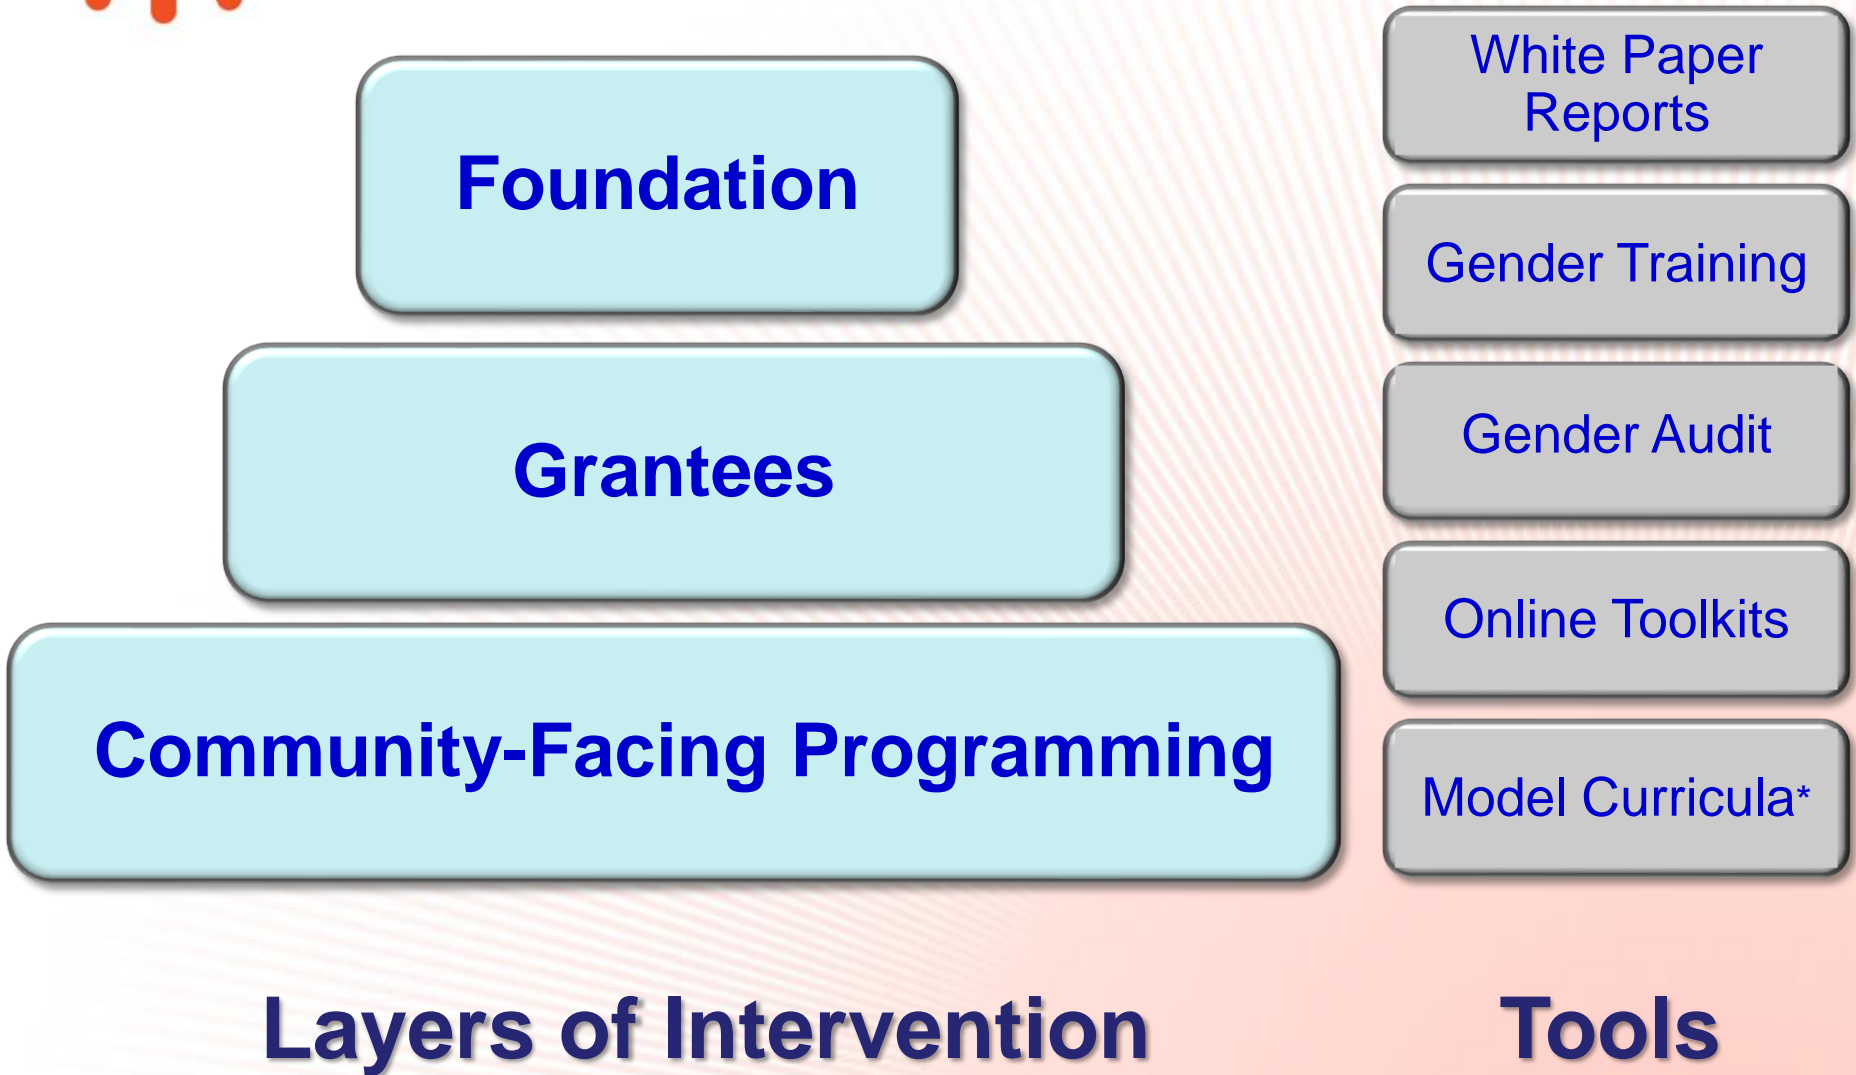 Foundation
Grantees
Community-Facing Programming
Layers of Intervention
White Paper
Reports
Gender Training
Gender Audit
Online Toolkits
Model Curricula*
Tools